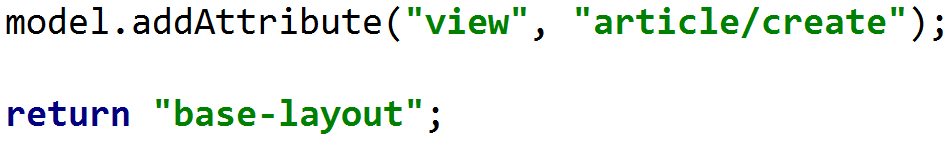 model.addAttribute("view", "article/create");
return "base-layout";